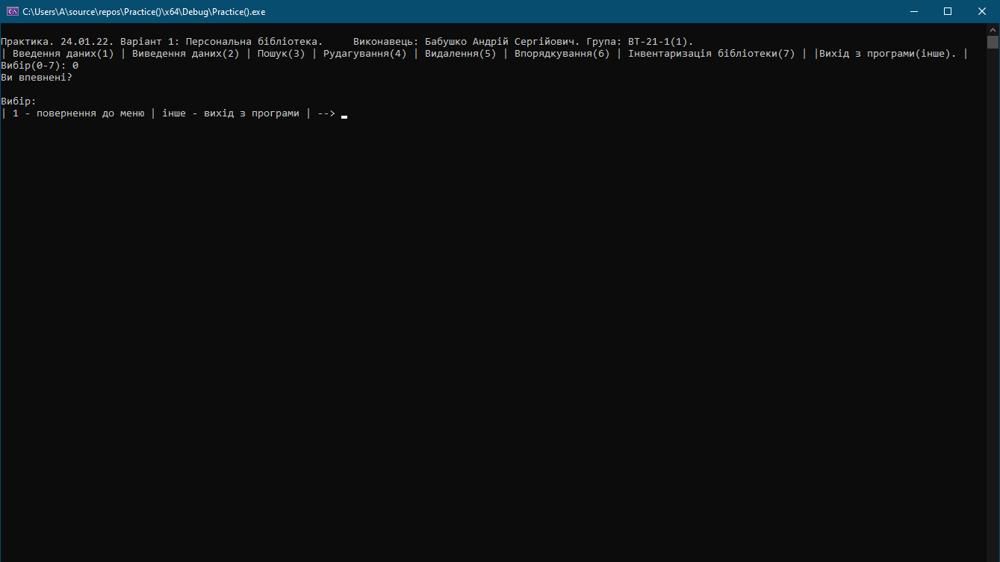 C:\Users\A\source\repos\Practice()\x64\Debug\Practice().exe
Практика. 24.01.22. Варіант 1: Персональна бібліотека.     Виконавець: Бабушко Андрій Сергійович. Група: ВТ-21-1(1).
| Введення даних(1) | Виведення даних(2) | Пошук(3) | Рудагування(4) | Видалення(5) | Впорядкування(6) | Інвентаризація бібліотеки(7) | |Вихід з програми(інше). |
Вибір(0-7): 0
Ви впевнені?
Вибір:
| 1 - повернення до меню | інше - вихід з програми | -->